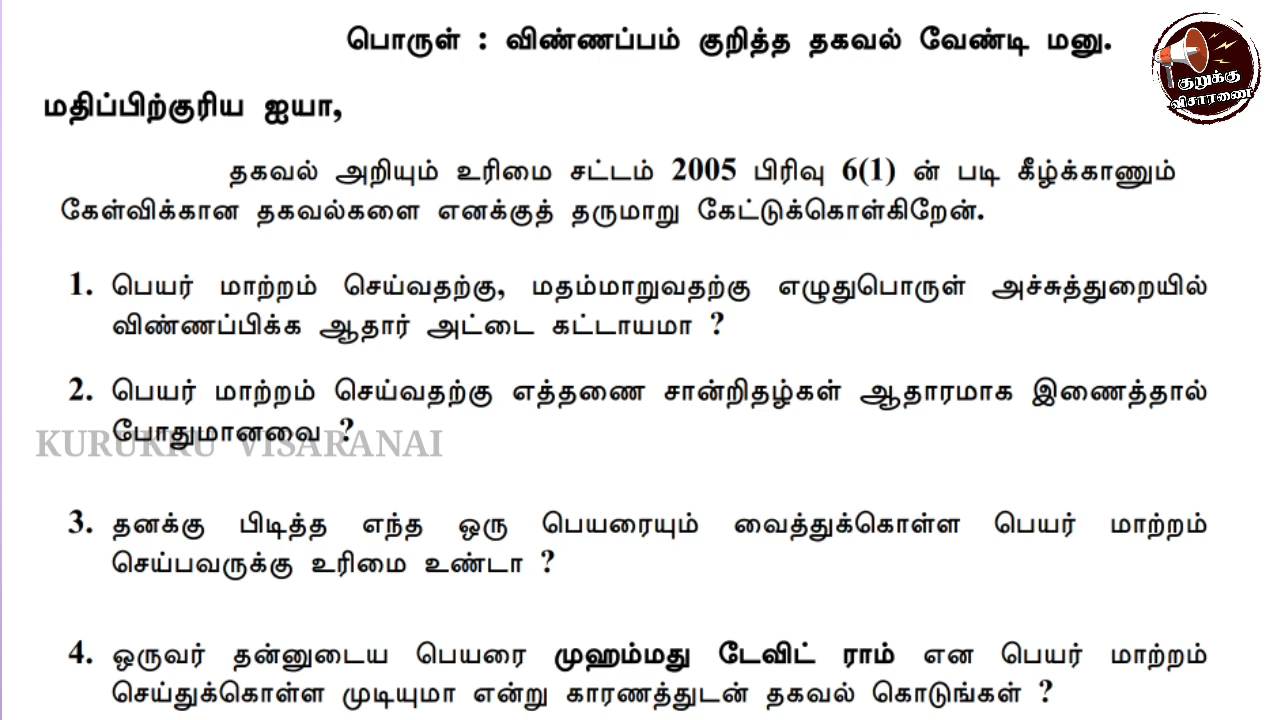 பொருள் : விண்ணப்பம் குறித்த தகவல் வேண்டி மனு.
குறுக்கு
விசாரணை
மதிப்பிற்குரிய ஐயா,
தகவல் அறியும் உரிமை சட்டம் 2005 பிரிவு 6(1) ன் படி கீழ்க்காணும்
கேள்விக்கான தகவல்களை எனக்குத் தருமாறு கேட்டுக்கொள்கிறேன்.
1. பெயர் மாற்றம் செய்வதற்கு, மதம்மாறுவதற்கு எழுதுபொருள் அச்சுத்துறையில்
விண்ணப்பிக்க ஆதார் அட்டை கட்டாயமா ?
2. பெயர் மாற்றம் செய்வதற்கு எத்தணை சான்றிதழ்கள் ஆதாரமாக இணைத்தால்
போதுமானவை ?
KURUKKU VISARANAI
3. தனக்கு பிடித்த எந்த ஒரு பெயரையும் வைத்துக்கொள்ள பெயர் மாற்றம்
செய்பவருக்கு உரிமை உண்டா ?
4. ஒருவர் தன்னுடைய பெயரை முஹம்மது டேவிட் ராம் என பெயர் மாற்றம்
செய்துக்கொள்ள முடியுமா என்று காரணத்துடன் தகவல் கொடுங்கள் ?